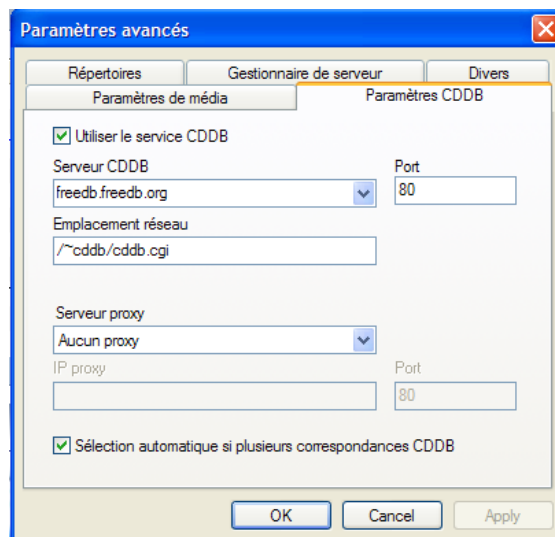 Paramètres avancés
Répertoires Gestionnaire de serveur Divers
Paramètres de média Paramètres CDDB
Utiliser le service CDDB
Serveur CDDB Port
freedb.freedb.org 80
Emplacement réseau
/~cddb/cddb.cgi
Serveur proxy
Aucun proxy
IP proxy Port
80
Sélection automatique si plusieurs correspondances CDDB
OK Cancel Apply